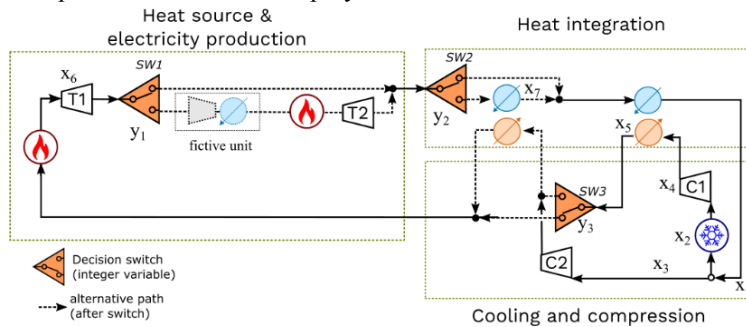 Heat source &
electricity production
Heat integration
x6
SW1
T1
y1
fictive unit
T2
SW2
y2
x7
x5
x4
C1
SW3
y3
x2
C2
x3
x
Decision switch
(integer variable)
alternative path
(after switch)
Cooling and compression